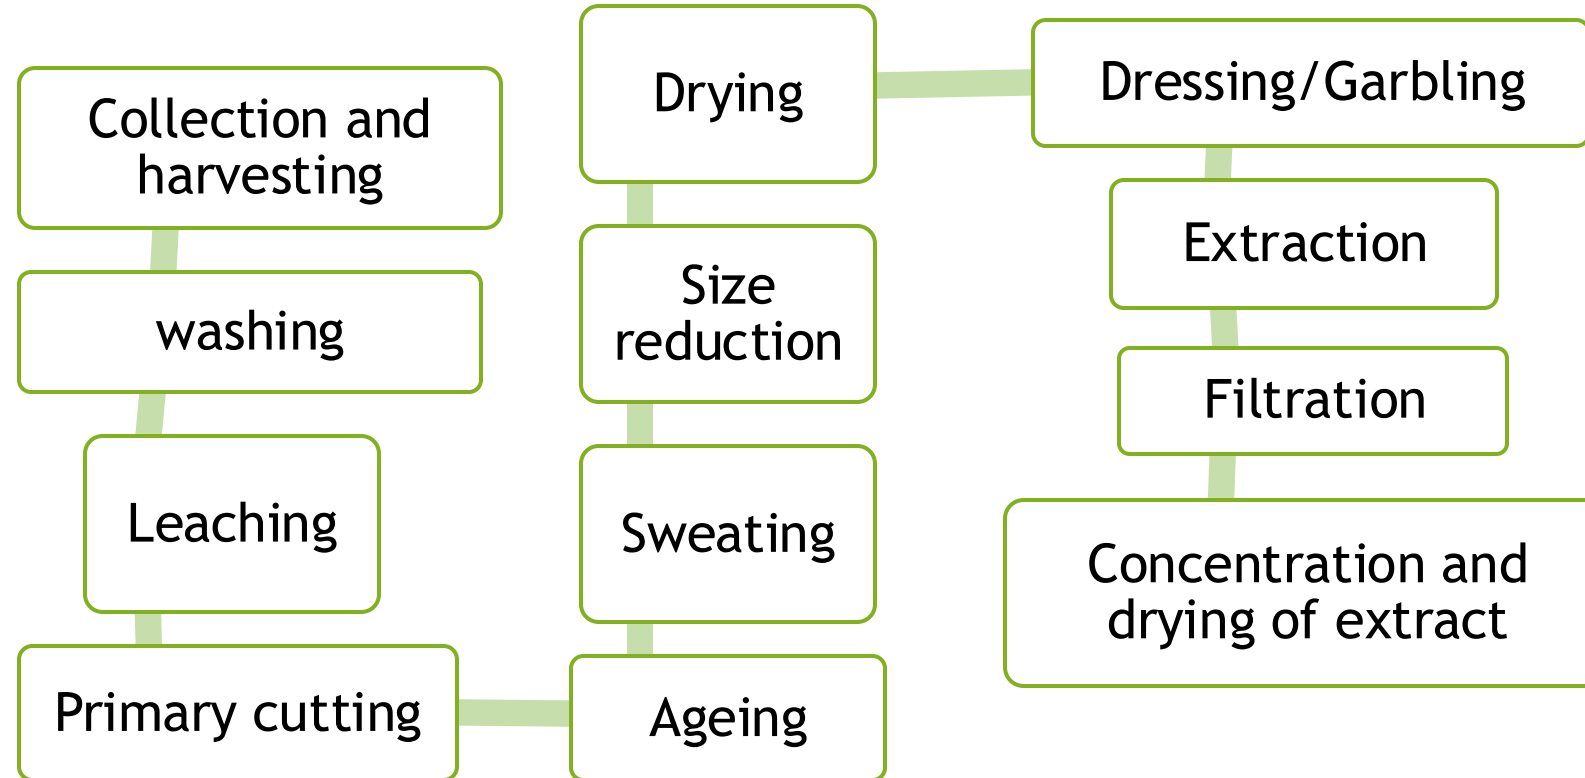 Collection and
harvesting
washing
Leaching
Primary cutting
Ageing
Sweating
Size
reduction
Drying
Dressing/Garbling
Extraction
Filtration
Concentration and
drying of extract